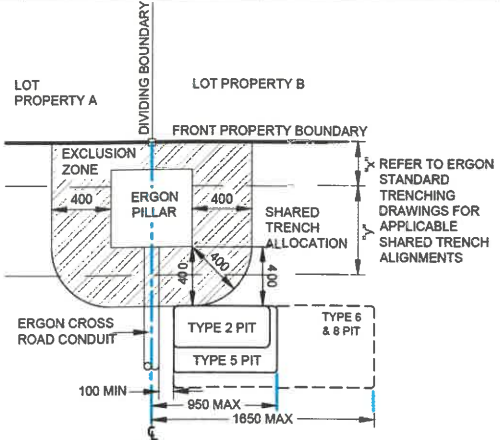 DIVIDING BOUNDARY
LOT
PROPERTY A
LOT PROPERTY B
FRONT PROPERTY BOUNDARY
EXCLUSION
ZONE
"x"
REFER TO ERGON
STANDARD
TRENCHING
DRAWINGS FOR
APPLICABLE
SHARED TRENCH
ALIGNMENTS
400
ERGON
PILLAR
400
"y"
SHARED
TRENCH
ALLOCATION
400
400
400
ERGON CROSS
ROAD CONDUIT
TYPE 2 PIT
TYPE 6
& 8 PIT
TYPE 5 PIT
100 MIN
950 MAX
1650 MAX
℄